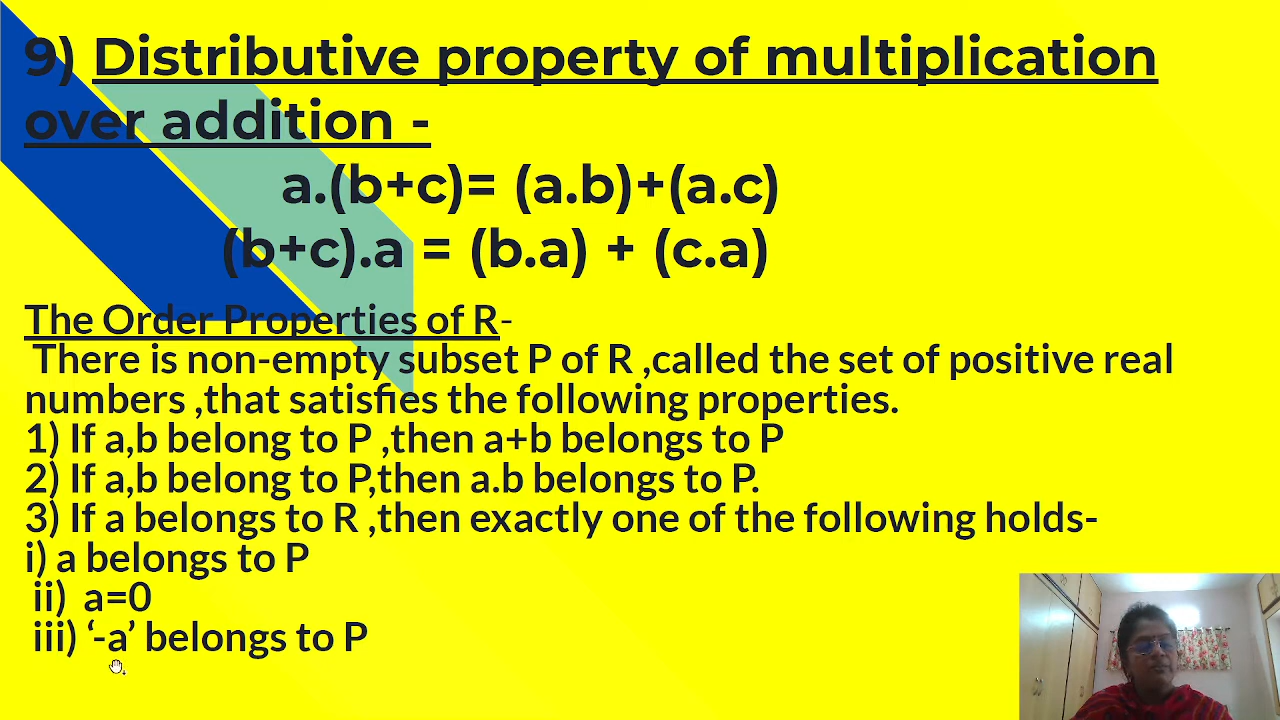 9) Distributive property of multiplication
over addition -
a.(b+c)= (a.b)+(a.c)
(b+c).a = (b.a) + (c.a)
The Order Properties of R-
There is non-empty subset P of R ,called the set of positive real
numbers ,that satisfies the following properties.
1) If a,b belong to P ,then a+b belongs to P
2) If a,b belong to P,then a.b belongs to P.
3) If a belongs to R ,then exactly one of the following holds-
i) a belongs to P
ii) a=0
iii) ‘-a’ belongs to P